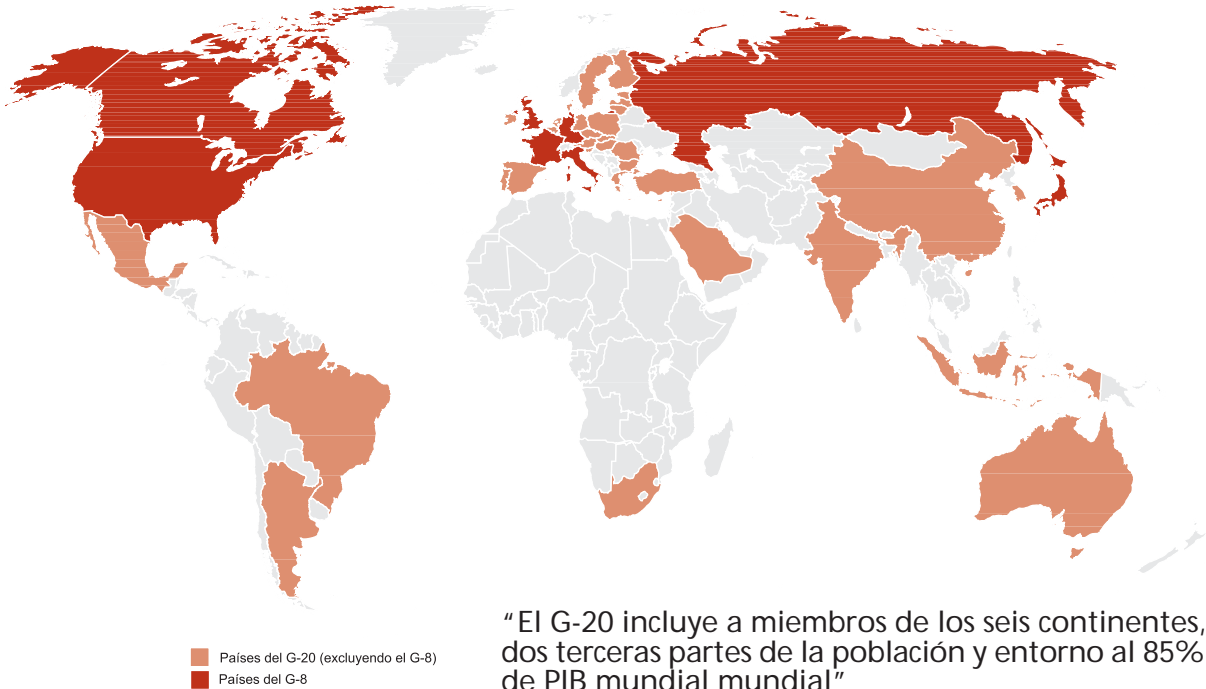 Países del G-20 (excluyendo el G-8)
Países del G-8
“El G-20 incluye a miembros de los seis continentes,
dos terceras partes de la población y entorno al 85%
de PIB mundial mundial”